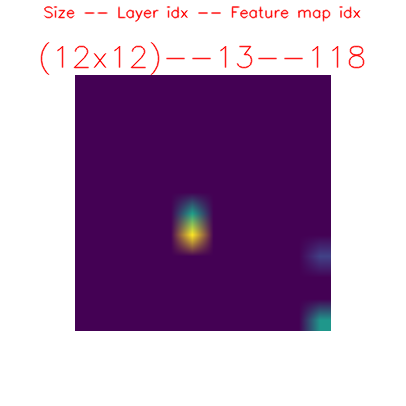 Size -- Layer idx -- Feature map idx
(12x12)--13--118